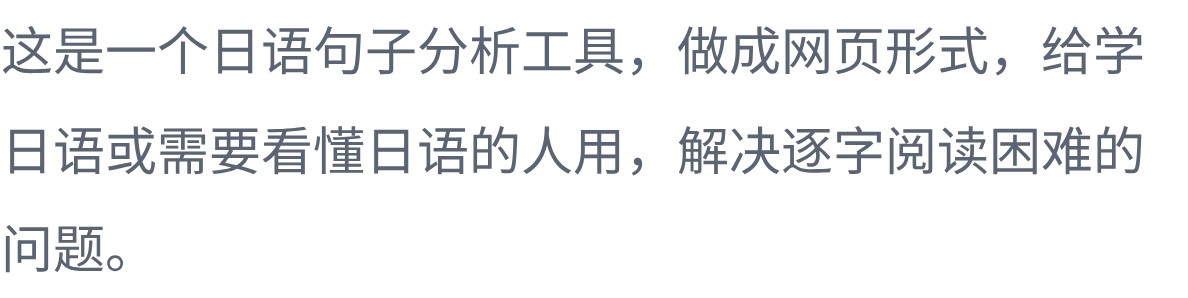 这是一个日语句子分析工具，做成网页形式，给学
日语或需要看懂日语的人用，解决逐字阅读困难的
问题。